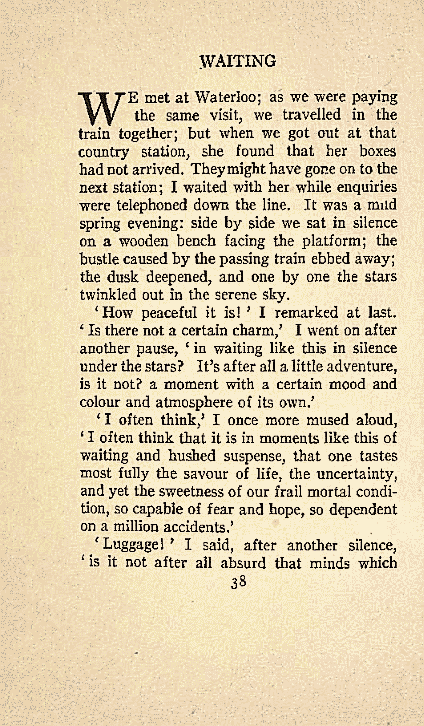 WAITING
WE met at Waterloo; as we were paying
the same visit, we travelled in the
train together; but when we got out at that
country station, she found that her boxes
had not arrived. They might have gone on to the
next station; I waited with her while enquiries
were telephoned down the line. It was a mild
spring evening: side by side we sat in silence
on a wooden bench facing the platform; the
bustle caused by the passing train ebbed away;
the dusk deepened, and one by one the stars
twinkled out in the serene sky.
‘How peaceful it is!’ I remarked at last.
‘Is there not a certain charm,’ I went on after
another pause, ‘in waiting like this in silence
under the stars? It’s after all a little adventure,
is it not? a moment with a certain mood and
colour and atmosphere of its own.’
‘I often think,’ I once more mused aloud,
‘I often think that it is in moments like this of
waiting and hushed suspense, that one tastes
most fully the savour of life, the uncertainty,
and yet the sweetness of our frail mortal condi-
tion, so capable of fear and hope, so dependent
on a million accidents.’
‘Luggage!’ I said, after another silence,
‘is it not after all absurd that minds which
38